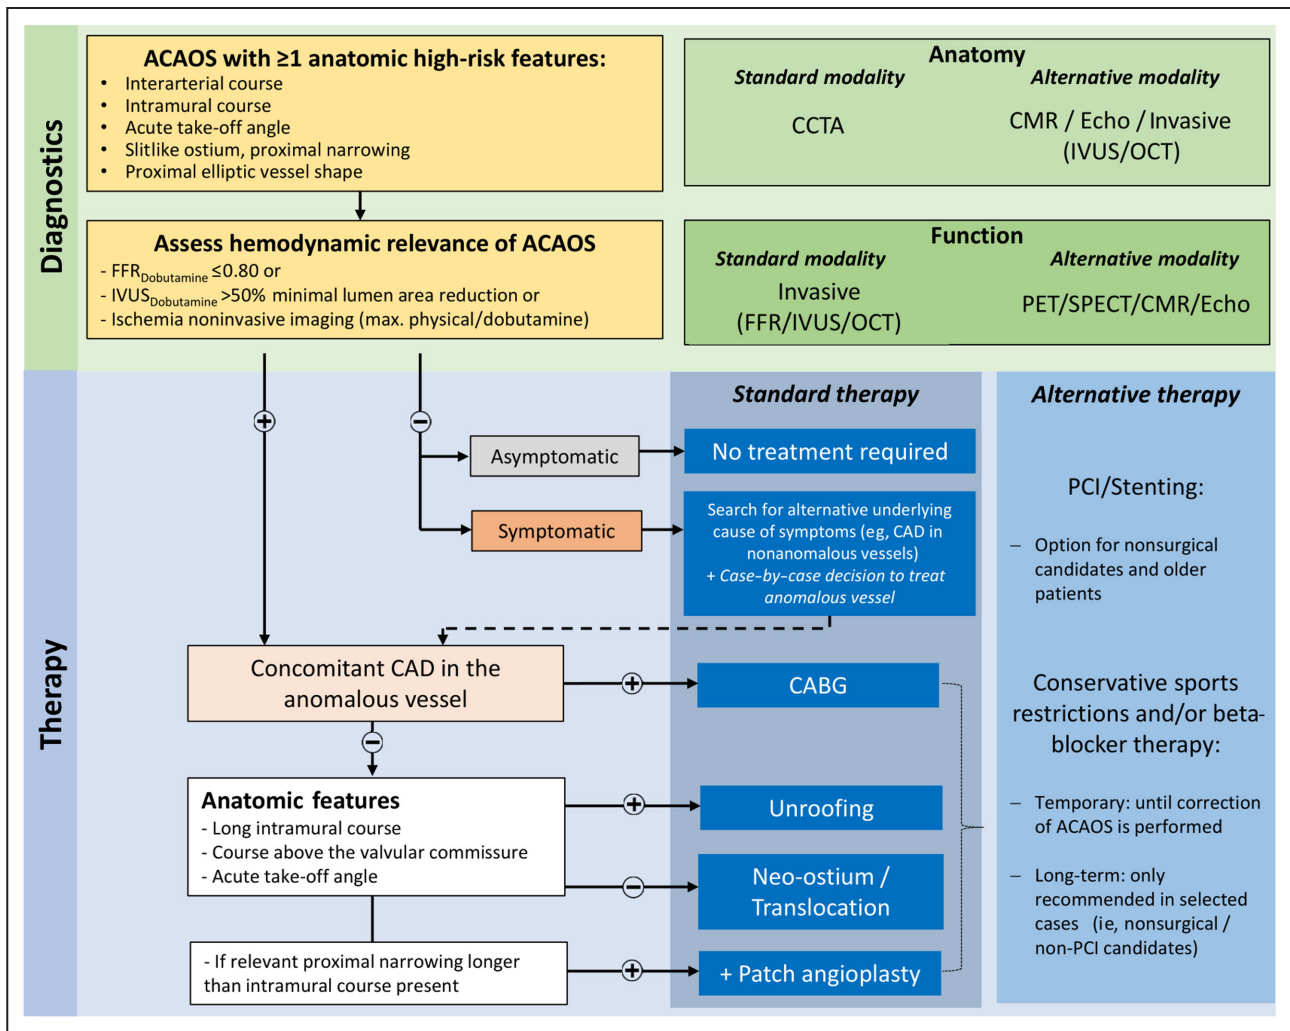 Diagnostics
ACAOS with ≥1 anatomic high-risk features:
• Interarterial course
• Intramural course
• Acute take-off angle
• Slitlike ostium, proximal narrowing
• Proximal elliptic vessel shape
Anatomy
Standard modality
CCTA
Alternative modality
CMR / Echo / Invasive
(IVUS/OCT)
Assess hemodynamic relevance of ACAOS
- FFRDobutamine ≤0.80 or
- IVUSDobutamine >50% minimal lumen area reduction or
- Ischemia noninvasive imaging (max. physical/dobutamine)
Function
Standard modality
Invasive
(FFR/IVUS/OCT)
Alternative modality
PET/SPECT/CMR/Echo
Therapy
+
−
Standard therapy
Alternative therapy
Asymptomatic
No treatment required
Symptomatic
Search for alternative underlying
cause of symptoms (eg, CAD in
nonanomalous vessels)
+ Case-by-case decision to treat
anomalous vessel
Concomitant CAD in the
anomalous vessel
+
CABG
−
Anatomic features
- Long intramural course
- Course above the valvular commissure
- Acute take-off angle
+
Unroofing
−
Neo-ostium /
Translocation
- If relevant proximal narrowing longer
than intramural course present
+
+ Patch angioplasty
PCI/Stenting:
− Option for nonsurgical
candidates and older
patients
Conservative sports
restrictions and/or beta-
blocker therapy:
− Temporary: until correction
of ACAOS is performed
− Long-term: only
recommended in selected
cases (ie, nonsurgical /
non-PCI candidates)